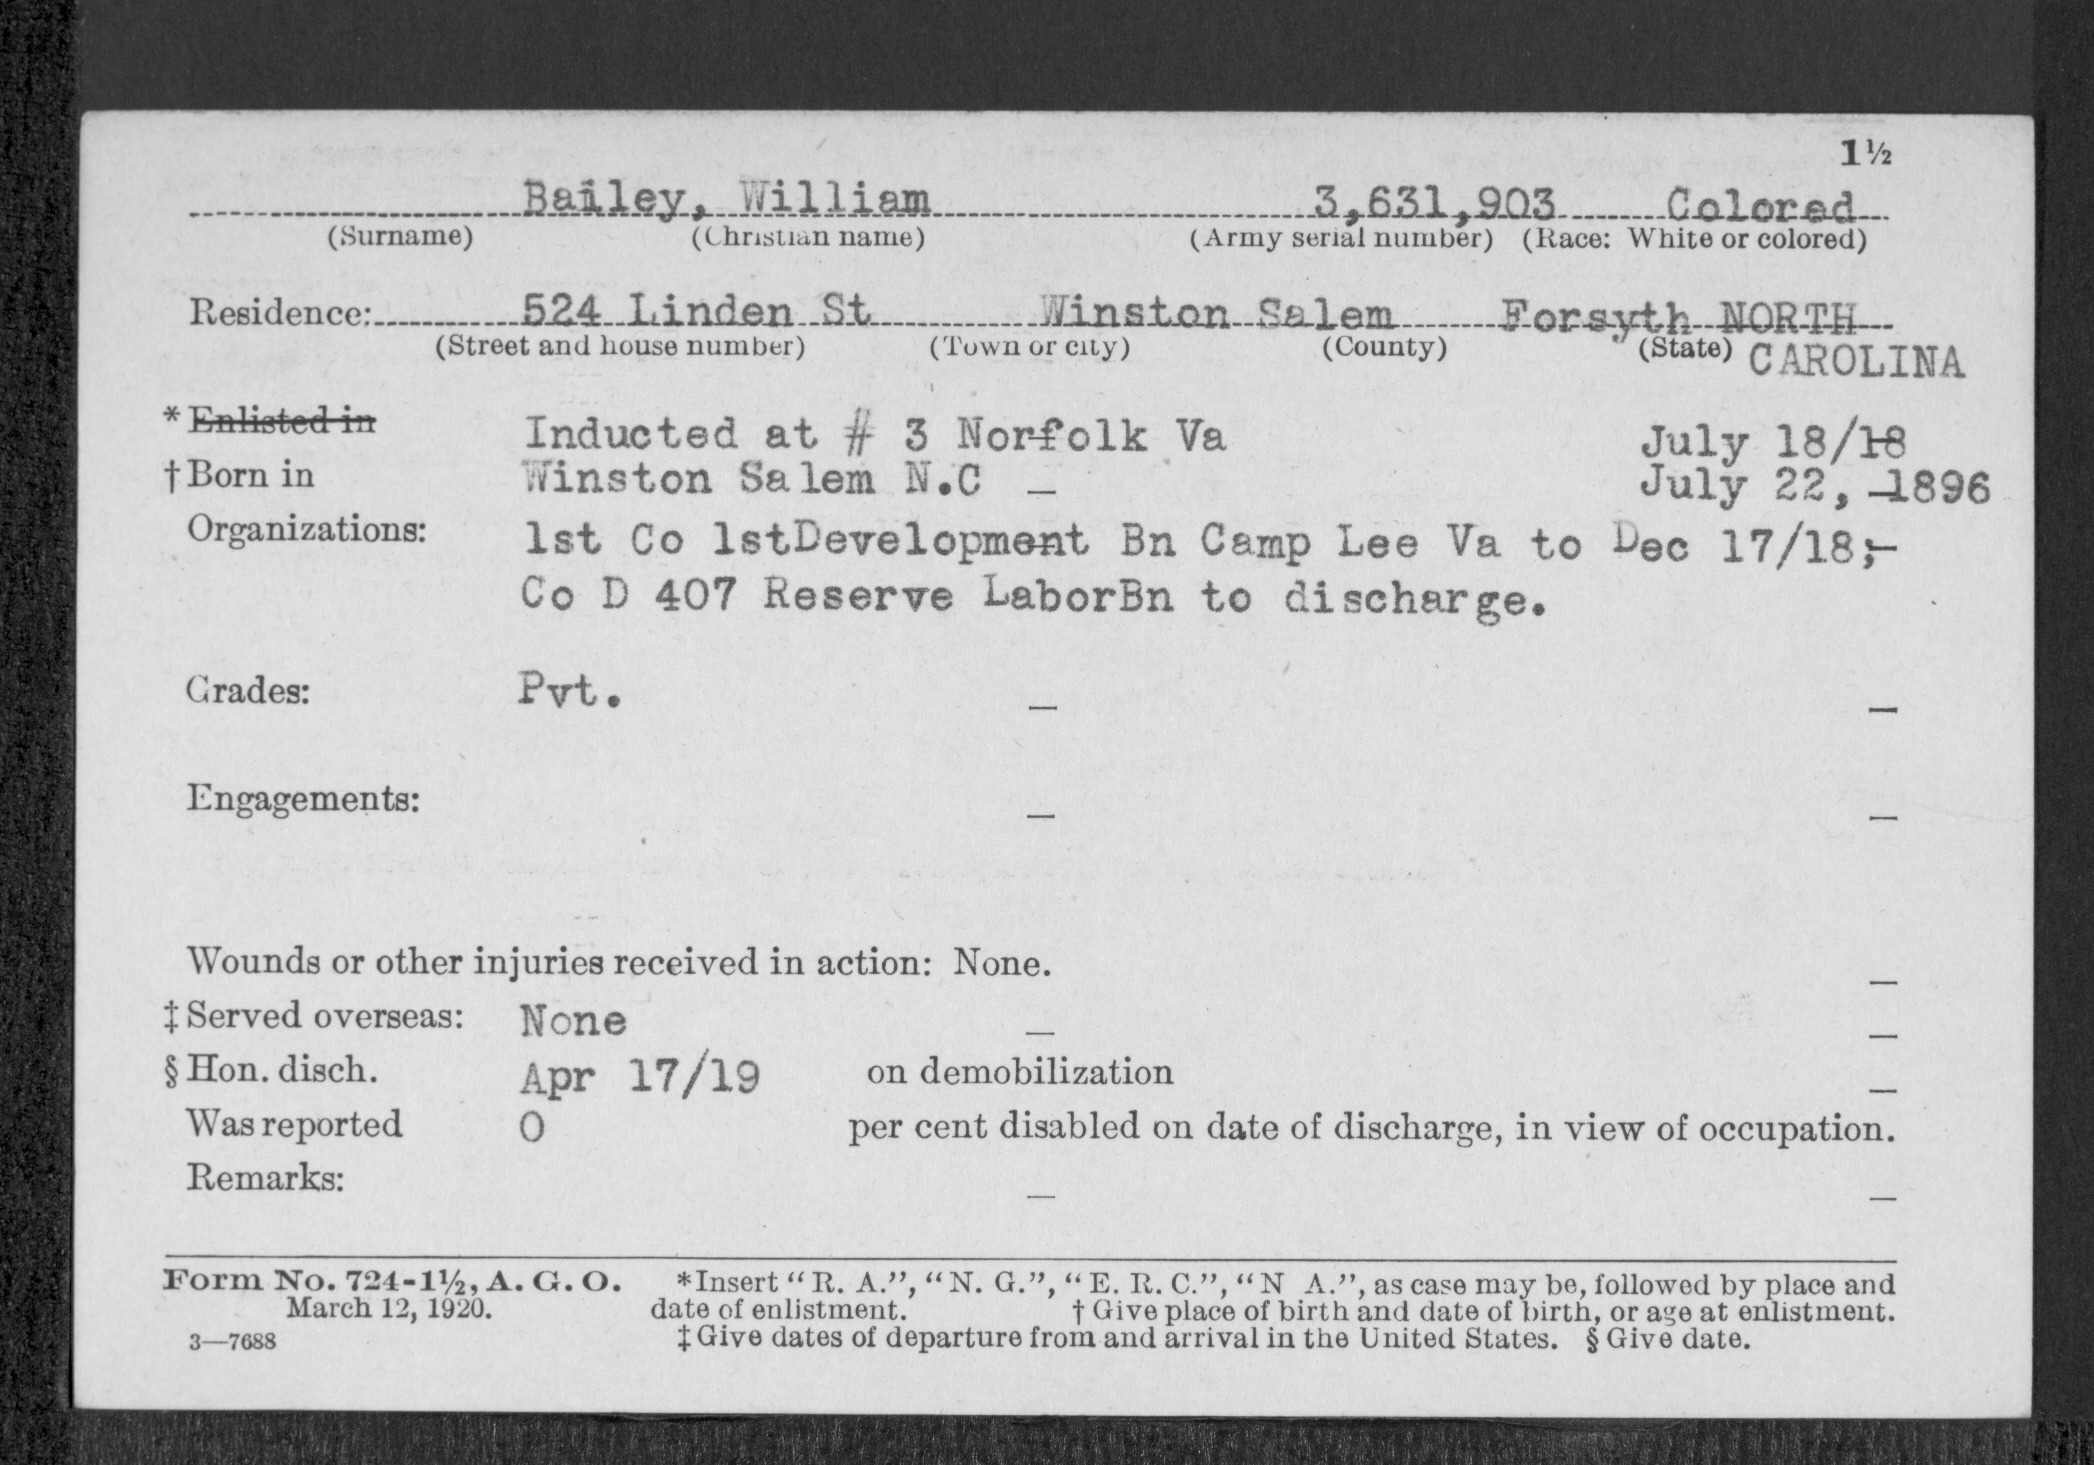 1½
Bailey, William 3,631,903 Colored
(Surname) (Christian name) (Army serial number) (Race: White or colored)
Residence: 524 Linden St Winston Salem Forsyth NORTH
(Street and house number) (Town or city) (County) (State) CAROLINA
* Enlisted in Inducted at # 3 Norfolk Va July 18/18
† Born in Winston Salem N.C — July 22, 1896
Organizations: 1st Co 1stDevelopment Bn Camp Lee Va to Dec 17/18;—
Co D 407 Reserve LaborBn to discharge.
Grades: Pvt. — —
Engagements: — —
Wounds or other injuries received in action: None. —
‡ Served overseas: None — —
§ Hon. disch. Apr 17/19 on demobilization —
Was reported 0 per cent disabled on date of discharge, in view of occupation.
Remarks: — —
Form No. 724-1½, A. G. O. *Insert “R. A.”, “N. G.”, “E. R. C.”, “N A.”, as case may be, followed by place and
March 12, 1920. date of enlistment. † Give place of birth and date of birth, or age at enlistment.
3—7688 ‡ Give dates of departure from and arrival in the United States. § Give date.